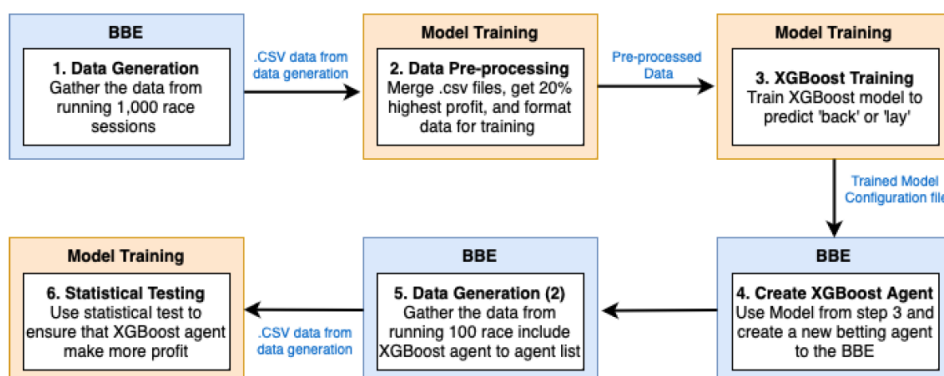 BBE
1. Data Generation
Gather the data from
running 1,000 race
sessions
.CSV data from
data generation
Model Training
2. Data Pre-processing
Merge .csv files, get 20%
highest profit, and format
data for training
Pre-processed
Data
Model Training
3. XGBoost Training
Train XGBoost model to
predict 'back' or 'lay'
Trained Model
Configuration file
BBE
4. Create XGBoost Agent
Use Model from step 3 and
create a new betting agent
to the BBE
BBE
5. Data Generation (2)
Gather the data from
running 100 race include
XGBoost agent to agent list
.CSV data from
data generation
Model Training
6. Statistical Testing
Use statistical test to
ensure that XGBoost agent
make more profit